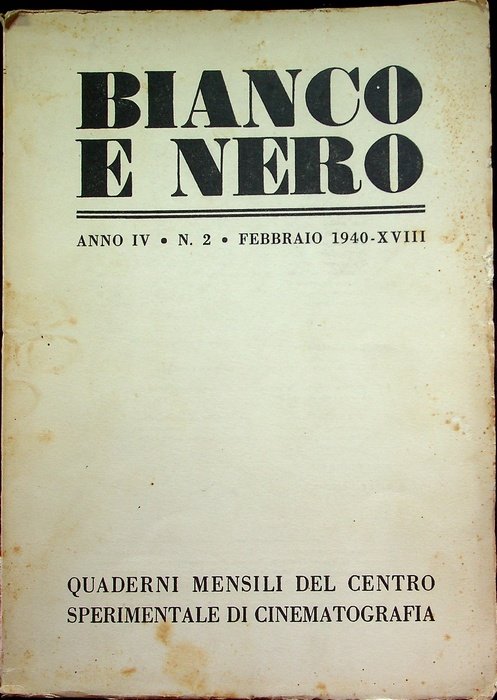 BIANCO
E NERO
ANNO IV • N. 2 • FEBBRAIO 1940-XVIII
QUADERNI MENSILI DEL CENTRO
SPERIMENTALE DI CINEMATOGRAFIA